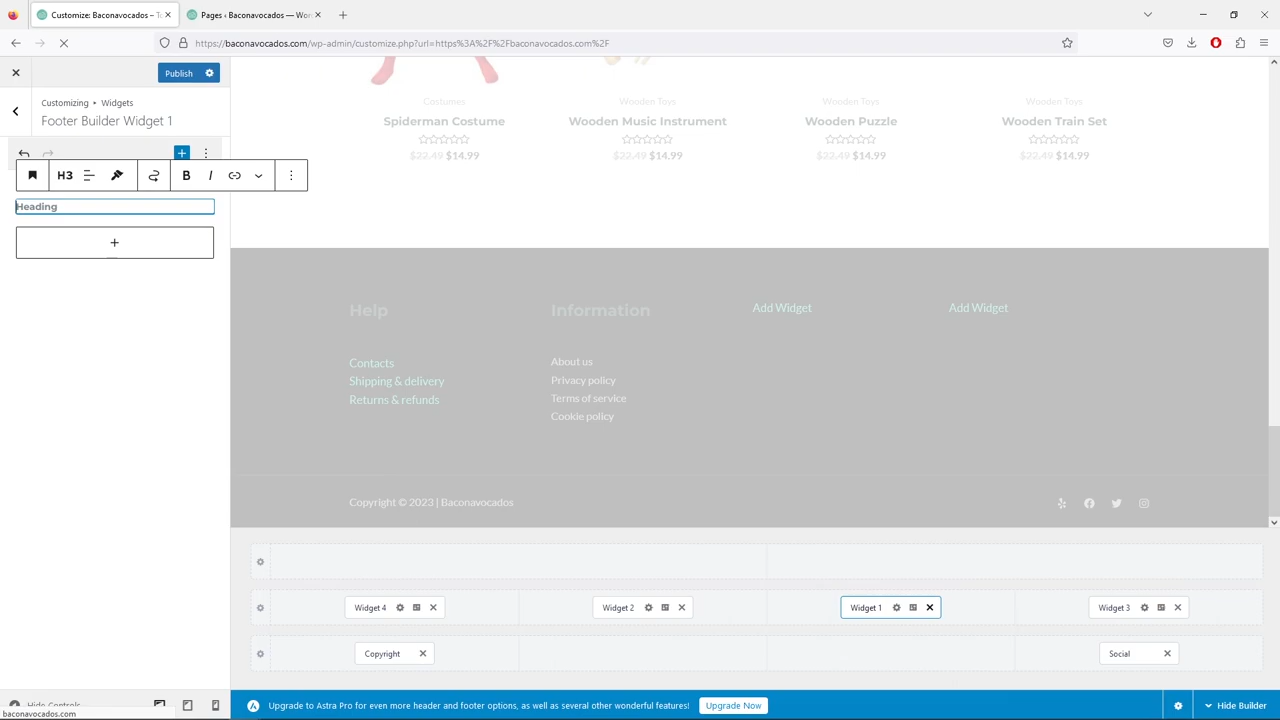 Customize: Baconavocados – To
Pages ‹ Baconavocados — Wor
https://baconavocados.com/wp-admin/customize.php?url=https%3A%2F%2Fbaconavocados.com%2F
Publish
Customizing ▸ Widgets
Footer Builder Widget 1
H3 B I
Heading
Costumes Wooden Toys Wooden Toys Wooden Toys
Spiderman Costume Wooden Music Instrument Wooden Puzzle Wooden Train Set
$22.49 $14.99 $22.49 $14.99 $22.49 $14.99 $22.49 $14.99
Help Information Add Widget Add Widget
Contacts About us
Shipping & delivery Privacy policy
Returns & refunds Terms of service
Cookie policy
Copyright © 2023 | Baconavocados
Widget 4 Widget 2 Widget 1 Widget 3
Copyright Social
Hide Controls
Upgrade to Astra Pro for even more header and footer options, as well as several other wonderful features! Upgrade Now Hide Builder
baconavocados.com